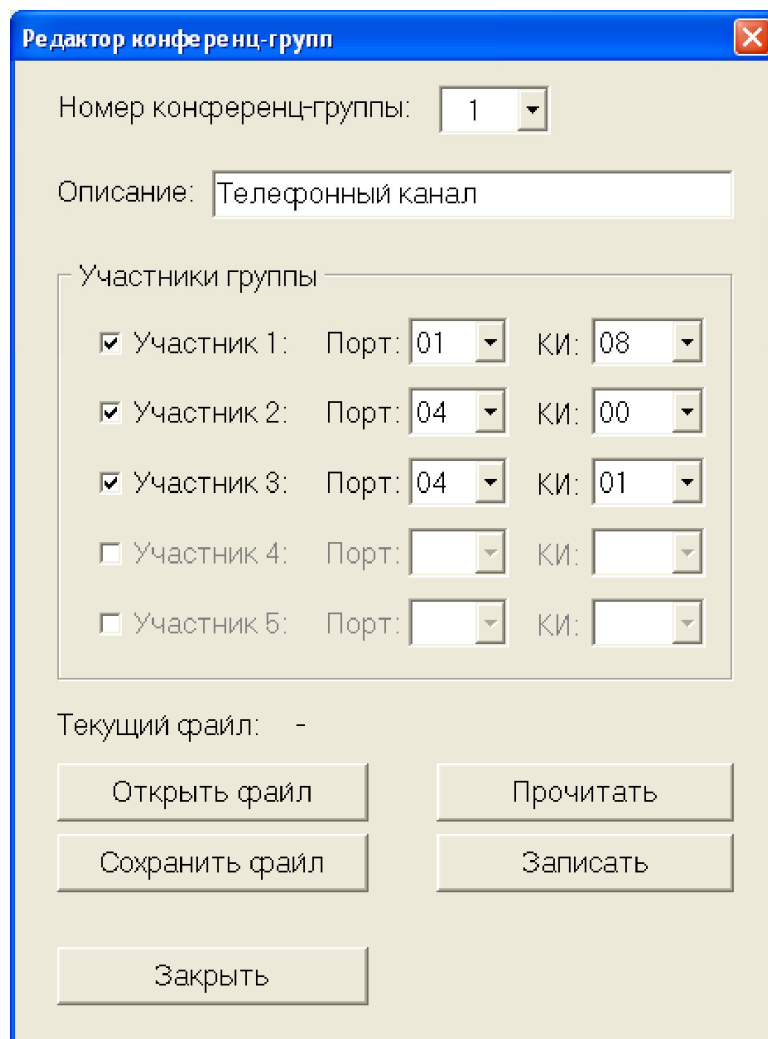 Редактор конференц-групп
Номер конференц-группы: 1
Описание: Телефонный канал
Участники группы
Участник 1: Порт: 01 КИ: 08
Участник 2: Порт: 04 КИ: 00
Участник 3: Порт: 04 КИ: 01
Участник 4: Порт: КИ:
Участник 5: Порт: КИ:
Текущий файл: -
Открыть файл Прочитать
Сохранить файл Записать
Закрыть